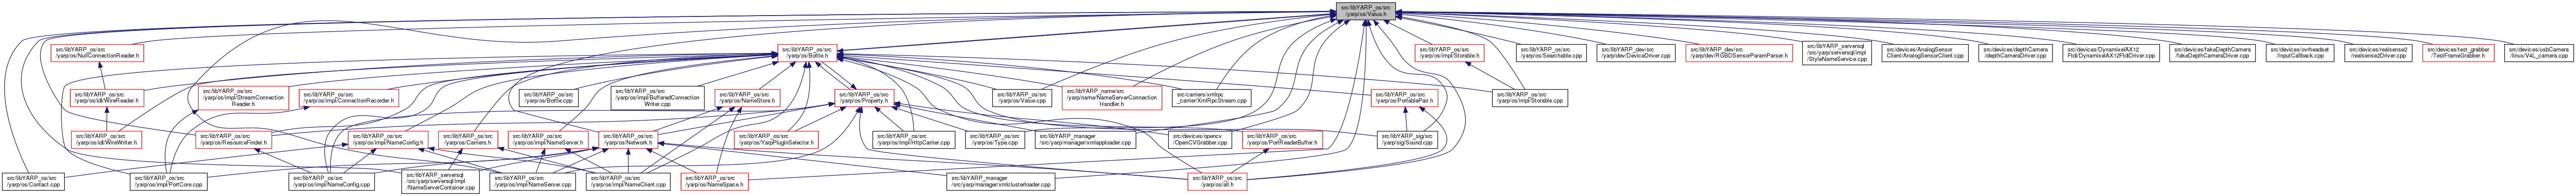 src/libYARP_os/src
/yarp/os/Value.h
src/libYARP_os/src
/yarp/os/NullConnectionReader.h
src/libYARP_os/src
/yarp/os/Bottle.h
src/libYARP_os/src
/yarp/os/impl/Storable.h
src/libYARP_os/src
/yarp/os/Searchable.cpp
src/libYARP_dev/src
/yarp/dev/DeviceDriver.cpp
src/libYARP_dev/src
/yarp/dev/RGBDSensorParamParser.h
src/libYARP_serversql
/src/yarp/serversql/impl
/StyleNameService.cpp
src/devices/AnalogSensor
Client/AnalogSensorClient.cpp
src/devices/depthCamera
/depthCameraDriver.cpp
src/devices/DynamixelAX12
Ftdi/DynamixelAX12FtdiDriver.cpp
src/devices/fakeDepthCamera
/fakeDepthCameraDriver.cpp
src/devices/ovrheadset
/InputCallback.cpp
src/devices/realsense2
/realsense2Driver.cpp
src/devices/test_grabber
/TestFrameGrabber.h
src/devices/usbCamera
/linux/V4L_camera.cpp
src/libYARP_os/src
/yarp/os/idl/WireReader.h
src/libYARP_os/src
/yarp/os/impl/StreamConnection
Reader.h
src/libYARP_os/src
/yarp/os/impl/ConnectionRecorder.h
src/libYARP_os/src
/yarp/os/Bottle.cpp
src/libYARP_os/src
/yarp/os/impl/BufferedConnection
Writer.cpp
src/libYARP_os/src
/yarp/os/NameStore.h
src/libYARP_os/src
/yarp/os/Property.h
src/libYARP_os/src
/yarp/os/Value.cpp
src/libYARP_name/src
/yarp/name/NameServerConnection
Handler.h
src/carriers/xmlrpc
_carrier/XmlRpcStream.cpp
src/libYARP_os/src
/yarp/os/PortablePair.h
src/libYARP_os/src
/yarp/os/impl/Storable.cpp
src/libYARP_os/src
/yarp/os/idl/WireWriter.h
src/libYARP_os/src
/yarp/os/ResourceFinder.h
src/libYARP_os/src
/yarp/os/impl/NameConfig.h
src/libYARP_os/src
/yarp/os/Carriers.h
src/libYARP_os/src
/yarp/os/impl/NameServer.h
src/libYARP_os/src
/yarp/os/Network.h
src/libYARP_os/src
/yarp/os/YarpPluginSelector.h
src/libYARP_os/src
/yarp/os/impl/HttpCarrier.cpp
src/libYARP_os/src
/yarp/os/Type.cpp
src/libYARP_manager
/src/yarp/manager/xmlapploader.cpp
src/devices/opencv
/OpenCVGrabber.cpp
src/libYARP_os/src
/yarp/os/PortReaderBuffer.h
src/libYARP_sig/src
/yarp/sig/Sound.cpp
src/libYARP_os/src
/yarp/os/Contact.cpp
src/libYARP_os/src
/yarp/os/impl/PortCore.cpp
src/libYARP_os/src
/yarp/os/impl/NameConfig.cpp
src/libYARP_serversql
/src/yarp/serversql/impl
/NameServerContainer.cpp
src/libYARP_os/src
/yarp/os/impl/NameServer.cpp
src/libYARP_os/src
/yarp/os/impl/NameClient.cpp
src/libYARP_os/src
/yarp/os/NameSpace.h
src/libYARP_manager
/src/yarp/manager/xmlclusterloader.cpp
src/libYARP_os/src
/yarp/os/all.h